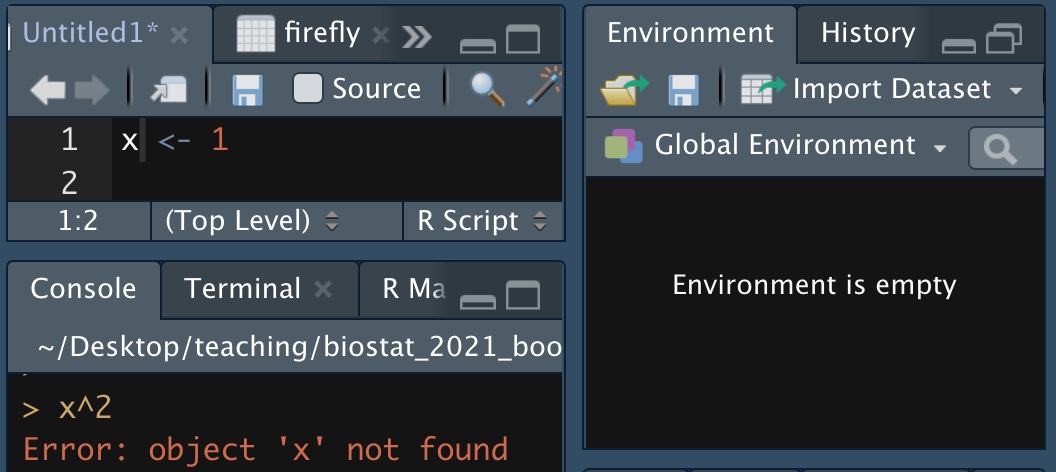 Untitled1* firefly
Source
1 x <- 1
2
1:2 (Top Level) R Script
Console Terminal R Ma
~/Desktop/teaching/biostat_2021_boo
> x^2
Error: object 'x' not found
Environment History
Import Dataset
Global Environment
Environment is empty